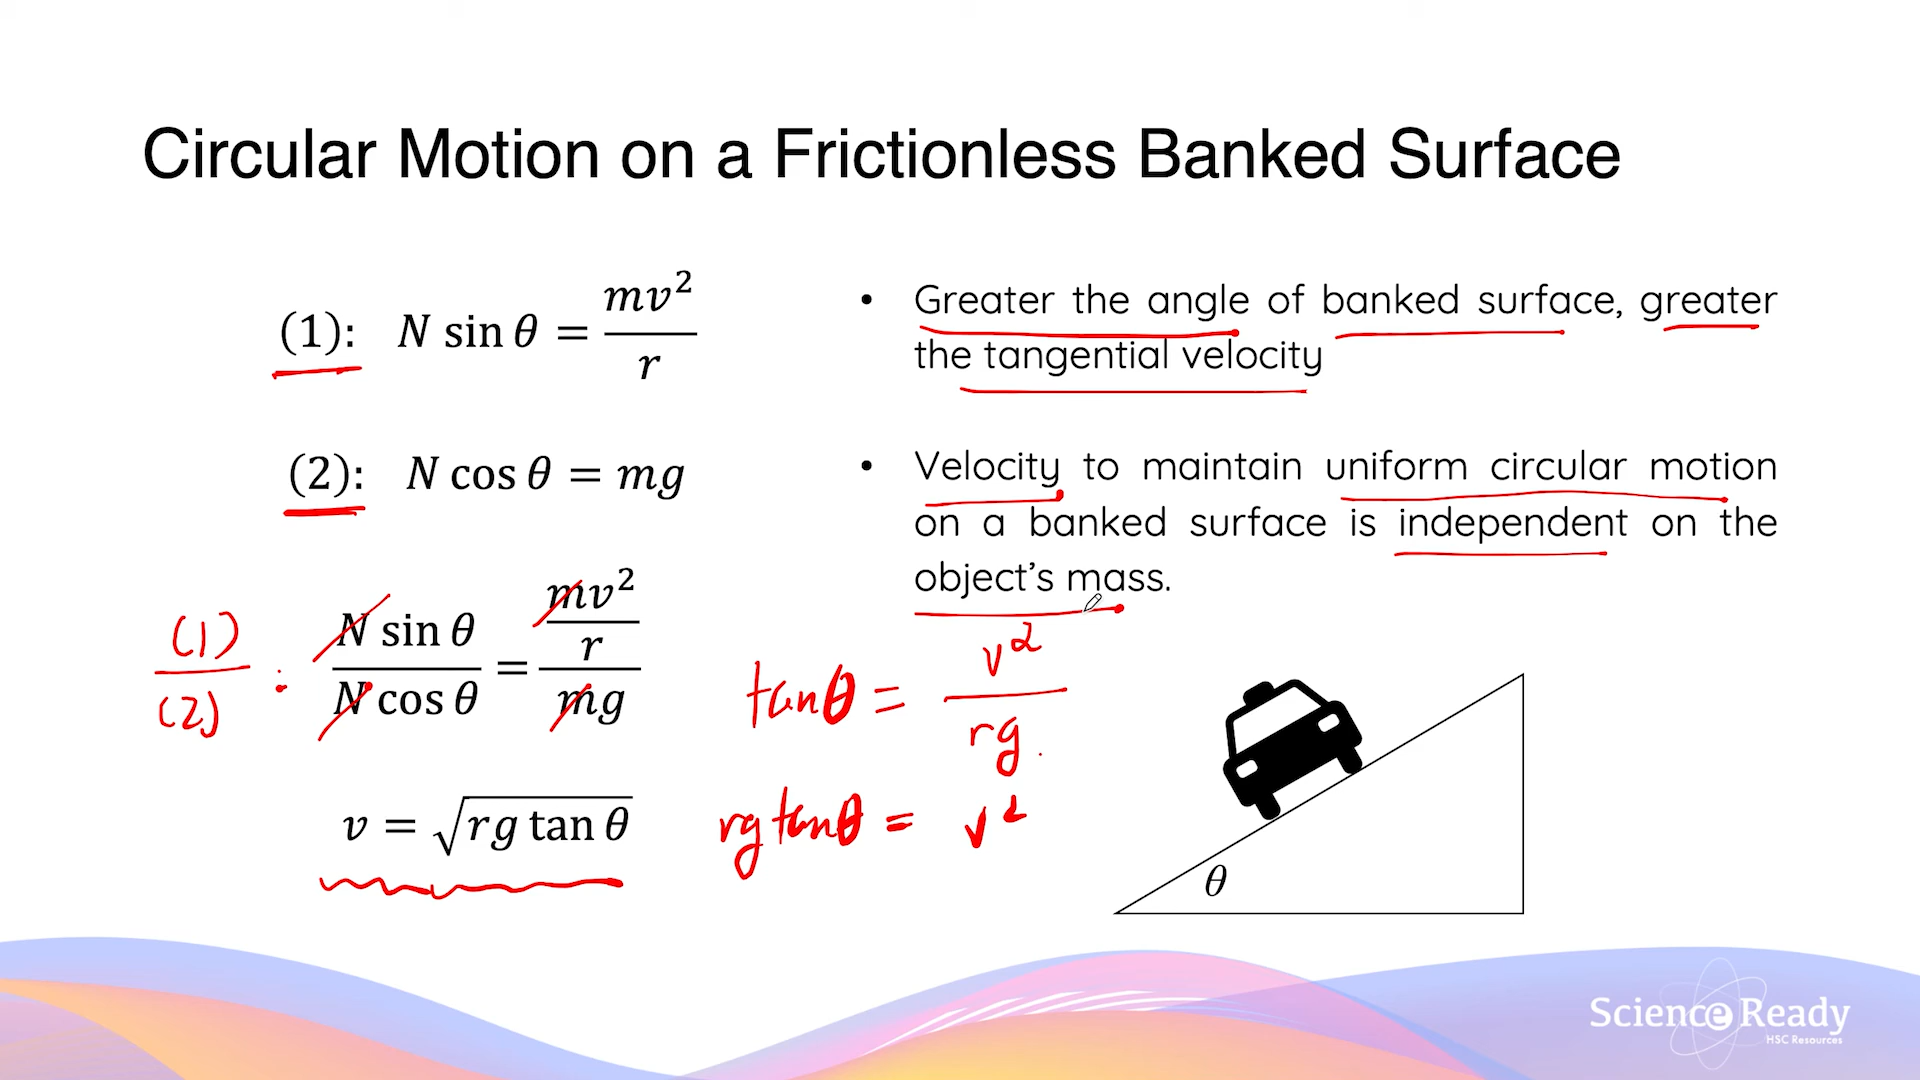 Circular Motion on a Frictionless Banked Surface
(1): N sin θ = mv²/r
(2): N cos θ = mg
(1)/(2) : N sin θ / N cos θ = (mv²/r) / mg
v = √(rg tan θ)
• Greater the angle of banked surface, greater
the tangential velocity
• Velocity to maintain uniform circular motion
on a banked surface is independent on the
object's mass.
tanθ = v²/rg.
rg tanθ = v²
θ
Science Ready
HSC Resources